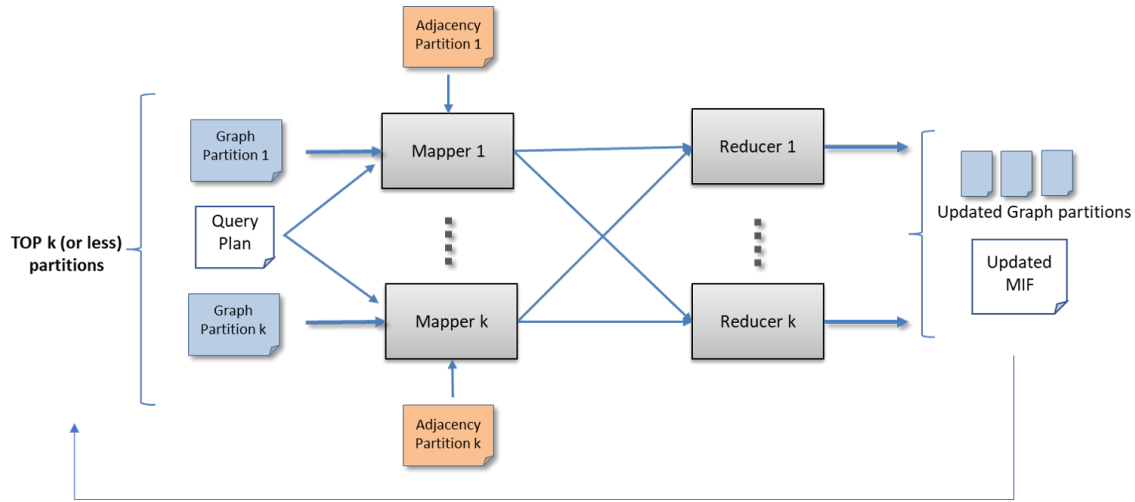 Adjacency
Partition 1
Graph
Partition 1
Mapper 1
Reducer 1
Query
Plan
TOP k (or less)
partitions
Updated Graph partitions
Updated
MIF
Graph
Partition k
Mapper k
Reducer k
Adjacency
Partition k